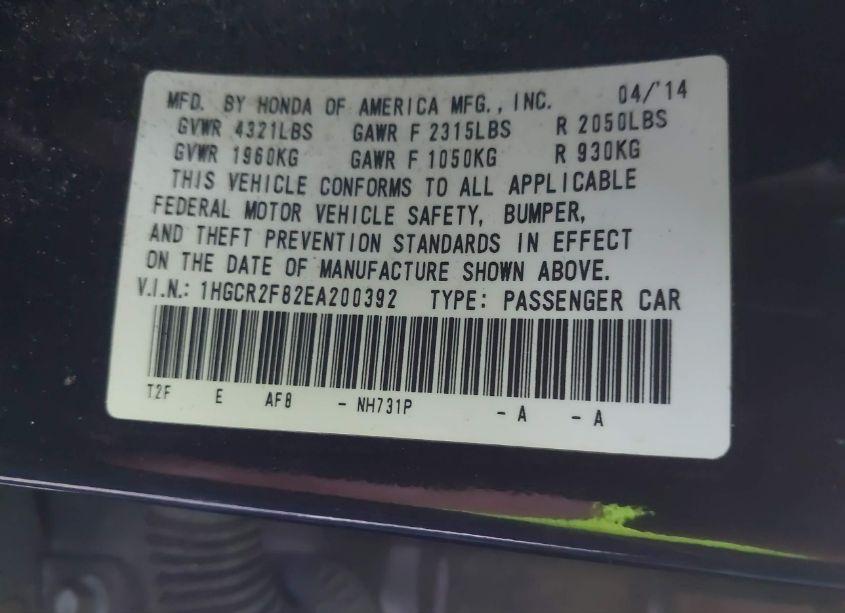 MFD. BY HONDA OF AMERICA MFG., INC. 04/'14
GVWR 4321LBS GAWR F 2315LBS R 2050LBS
GVWR 1960KG GAWR F 1050KG R 930KG
THIS VEHICLE CONFORMS TO ALL APPLICABLE
FEDERAL MOTOR VEHICLE SAFETY, BUMPER,
AND THEFT PREVENTION STANDARDS IN EFFECT
ON THE DATE OF MANUFACTURE SHOWN ABOVE.
V.I.N.: 1HGCR2F82EA200392 TYPE: PASSENGER CAR
T2F E AF8 - NH731P - A - A